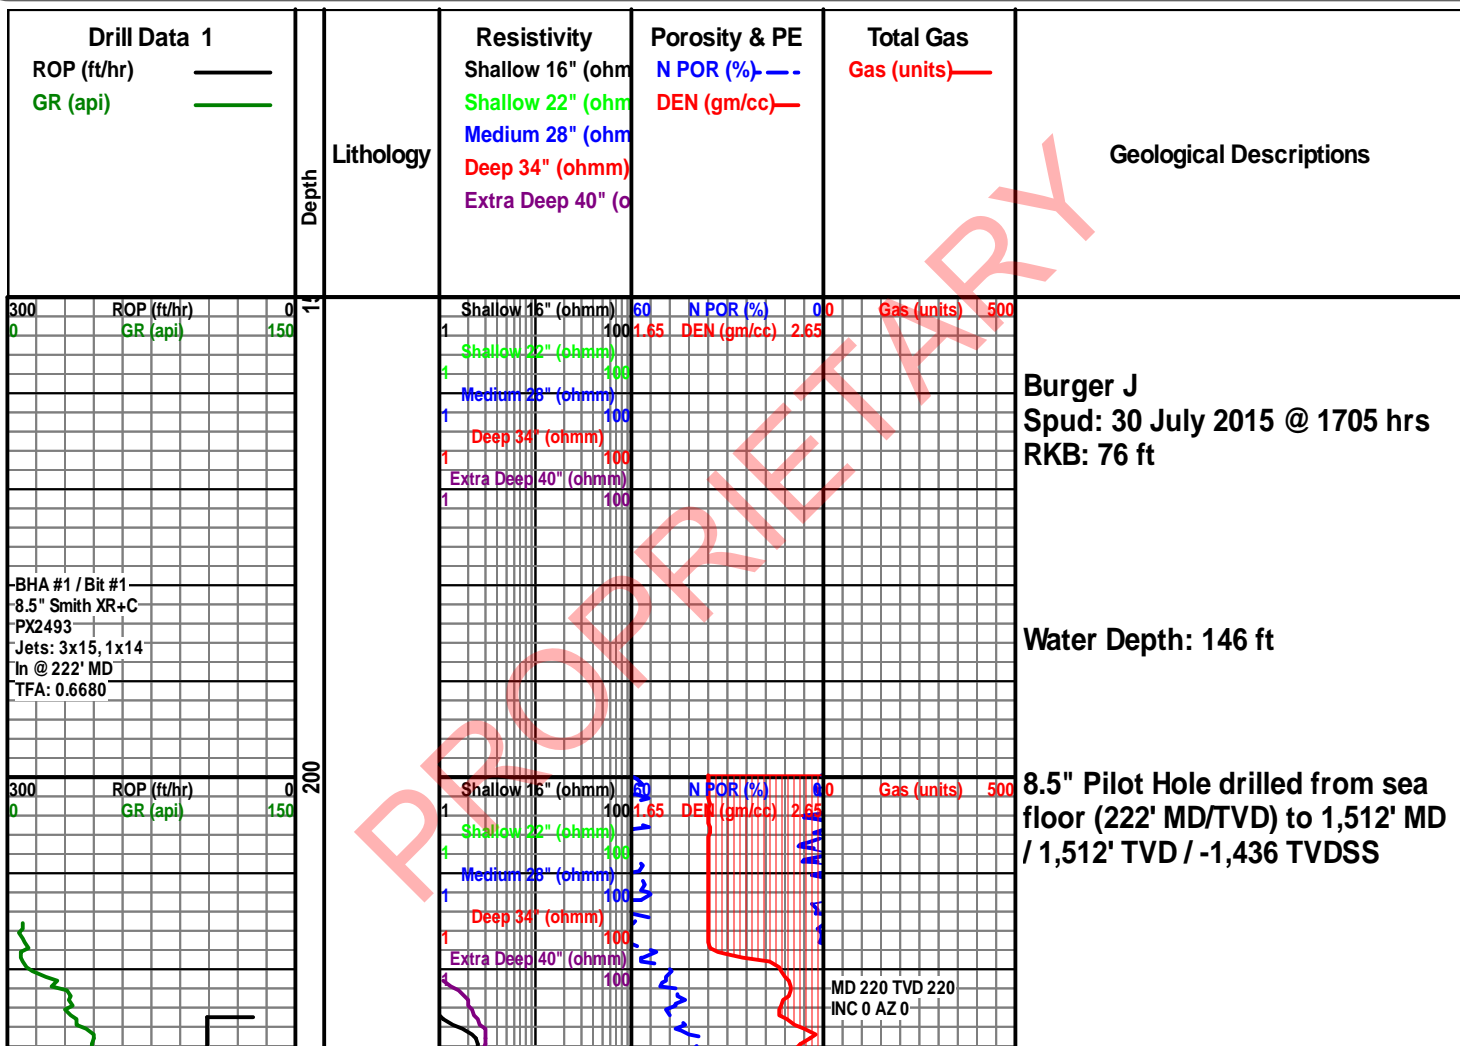 Drill Data 1
ROP (ft/hr)
GR (api)
Depth
Lithology
Resistivity
Shallow 16" (ohm
Shallow 22" (ohm
Medium 28" (ohm
Deep 34" (ohmm)
Extra Deep 40" (o
Porosity & PE
N POR (%)
DEN (gm/cc)
Total Gas
Gas (units)
Geological Descriptions
300 ROP (ft/hr) 0
0 GR (api) 150
15
Shallow 16" (ohmm)
1 100
Shallow 22" (ohmm)
1 100
Medium 28" (ohmm)
1 100
Deep 34" (ohmm)
1 100
Extra Deep 40" (ohmm)
1 100
60 N POR (%) 0
1.65 DEN (gm/cc) 2.65
0 Gas (units) 500
Burger J
Spud: 30 July 2015 @ 1705 hrs
RKB: 76 ft
BHA #1 / Bit #1
8.5" Smith XR+C
PX2493
Jets: 3x15, 1x14
In @ 222' MD
TFA: 0.6680
Water Depth: 146 ft
200
300 ROP (ft/hr) 0
0 GR (api) 150
Shallow 16" (ohmm)
1 100
Shallow 22" (ohmm)
1 100
Medium 28" (ohmm)
1 100
Deep 34" (ohmm)
1 100
Extra Deep 40" (ohmm)
1 100
60 N POR (%) 0
1.65 DEN (gm/cc) 2.65
0 Gas (units) 500
8.5" Pilot Hole drilled from sea
floor (222' MD/TVD) to 1,512' MD
/ 1,512' TVD / -1,436 TVDSS
MD 220 TVD 220
INC 0 AZ 0
PROPRIETARY